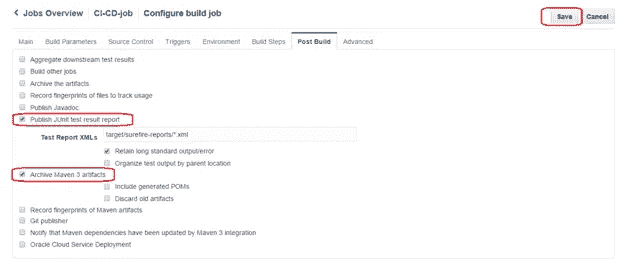 Jobs Overview Ci-CD-job Configure build job Save Cancel
Main Build Parameters Source Control Triggers Environment Build Steps Post Build Advanced
Aggregate downstream test results
Build other jobs
Archive the artifacts
Record fingerprints of files to track usage
Publish Javadoc
Publish JUnit test result report
Test Report XMLs target/surefire-reports/*.xml
Retain long standard output/error
Organize test output by parent location
Archive Maven 3 artifacts
Include generated POMs
Discard old artifacts
Record fingerprints of Maven artifacts
Git publisher
Notify that Maven dependencies have been updated by Maven 3 integration
Oracle Cloud Service Deployment